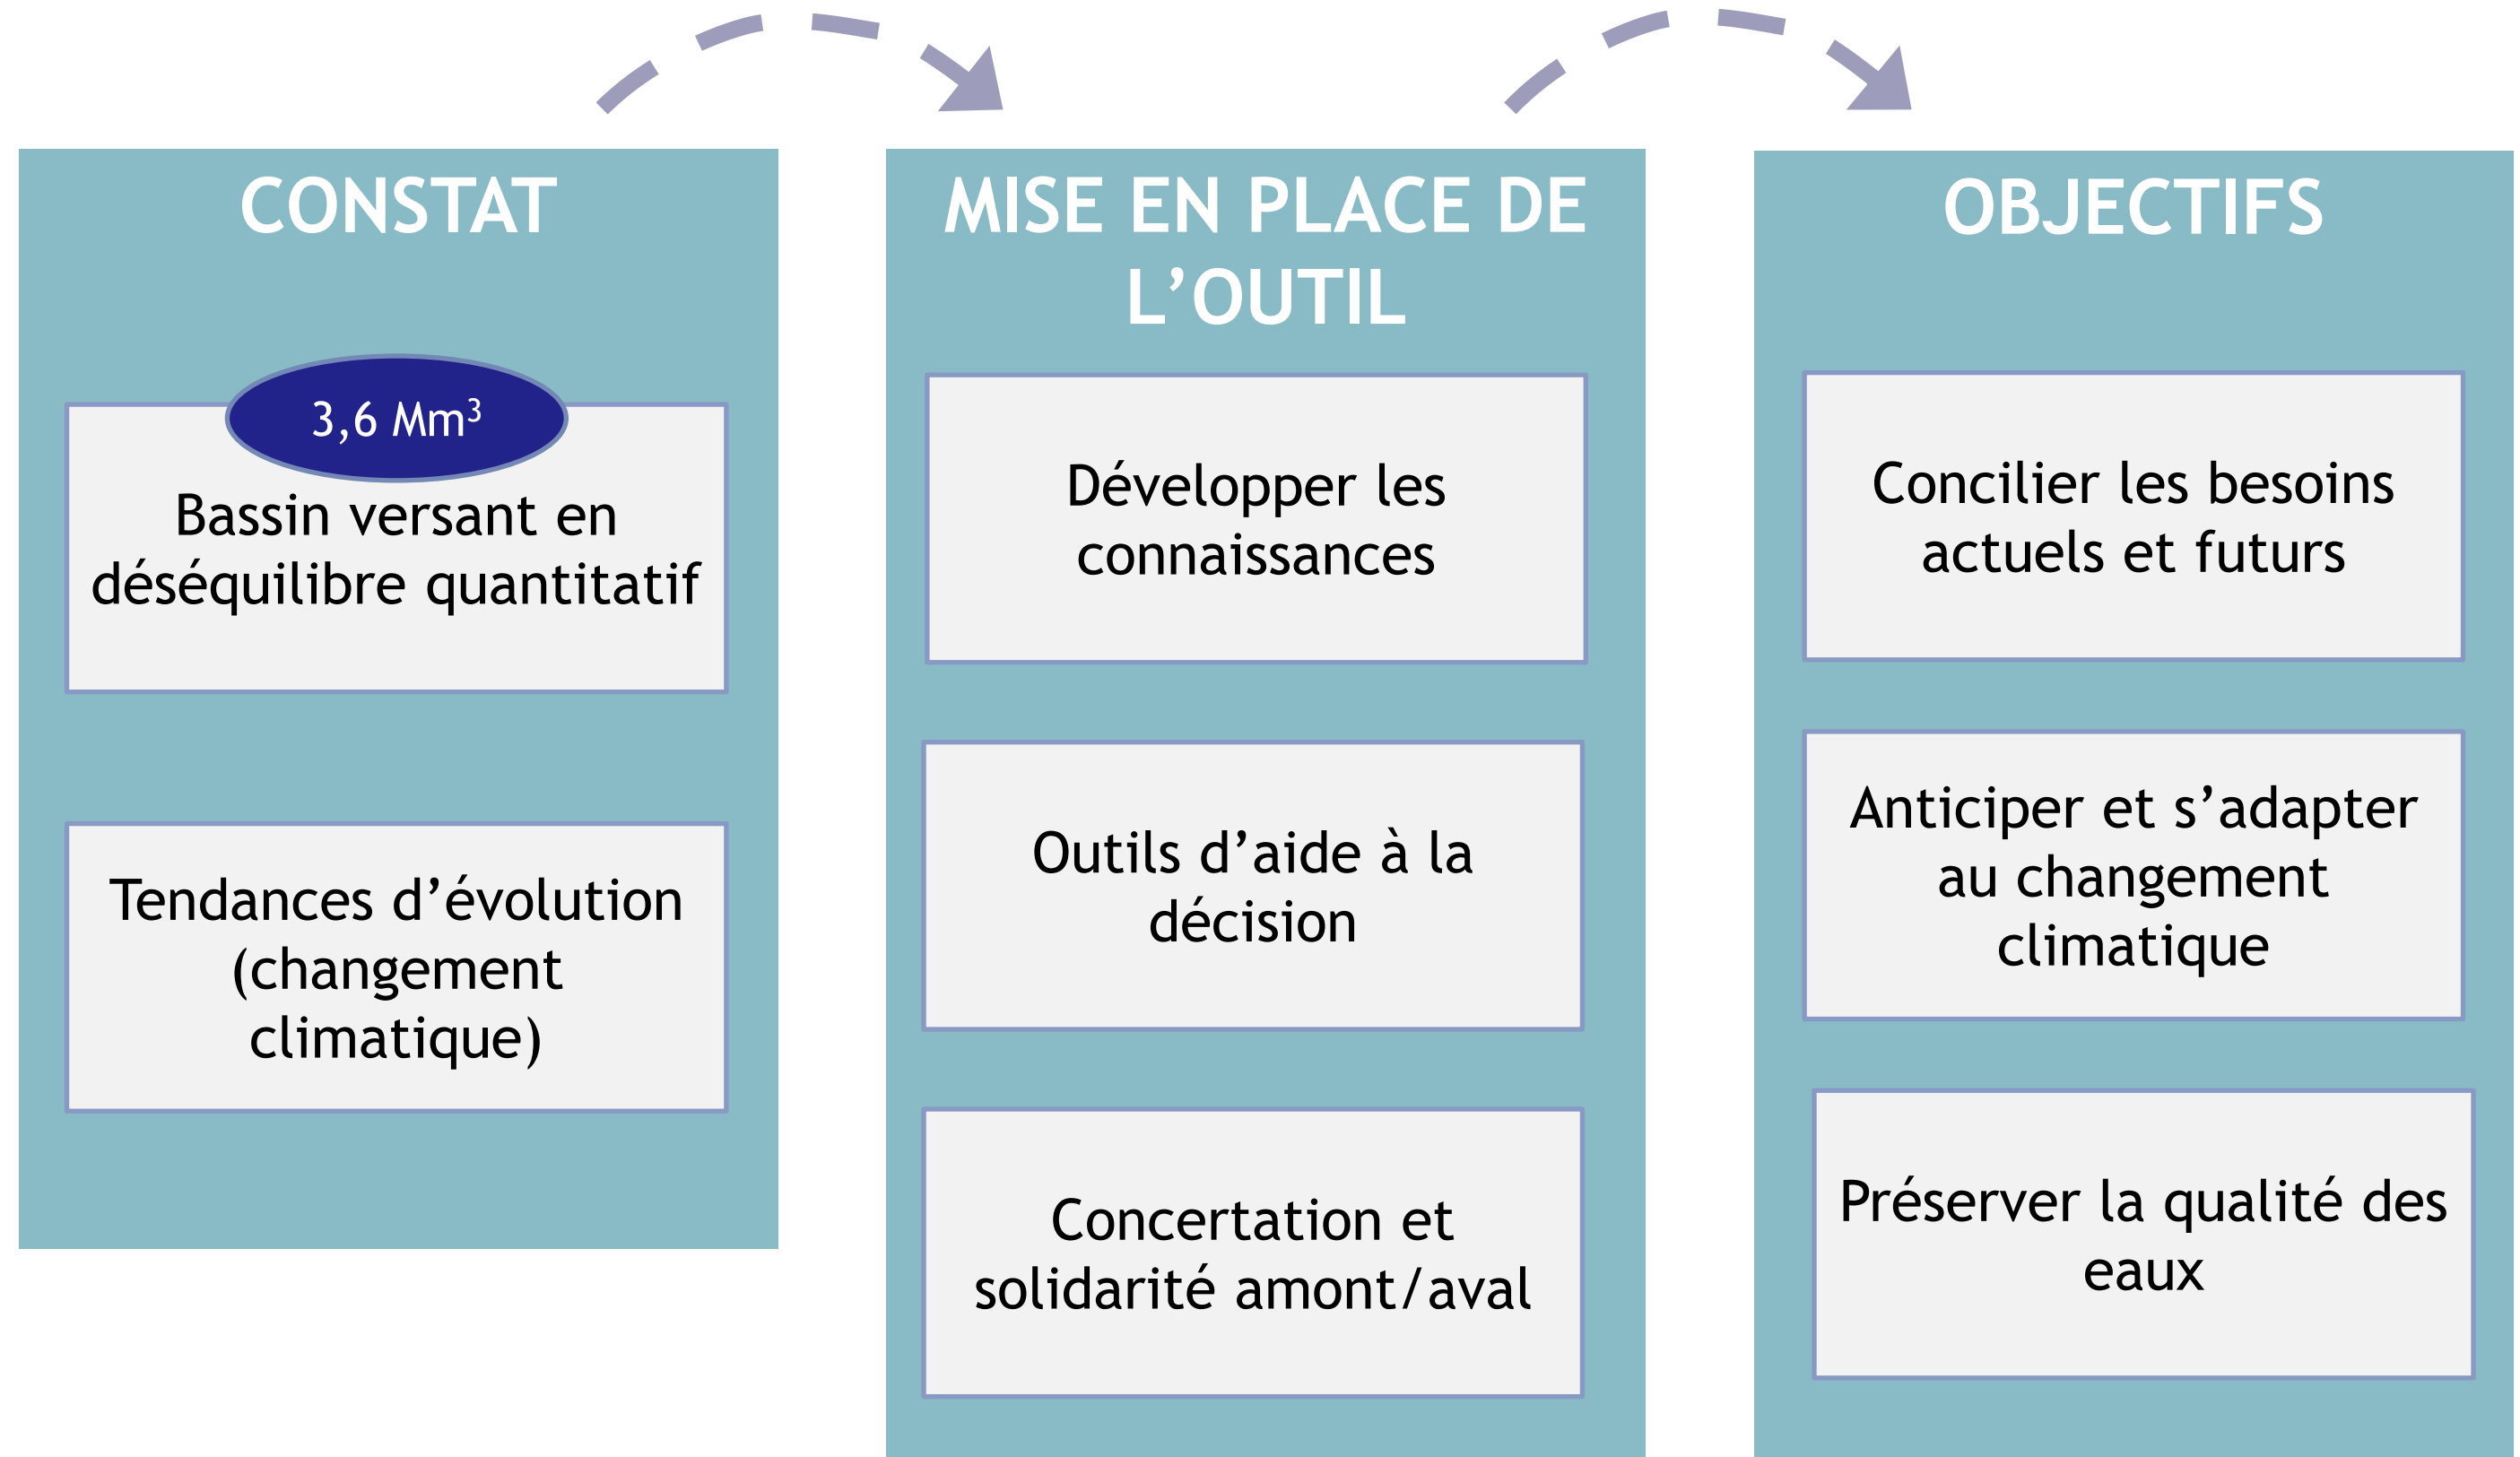 CONSTAT
3,6 Mm³
Bassin versant en
déséquilibre quantitatif
Tendances d’évolution
(changement
climatique)
MISE EN PLACE DE
L’OUTIL
Développer les
connaissances
Outils d’aide à la
décision
Concertation et
solidarité amont/aval
OBJECTIFS
Concilier les besoins
actuels et futurs
Anticiper et s’adapter
au changement
climatique
Préserver la qualité des
eaux